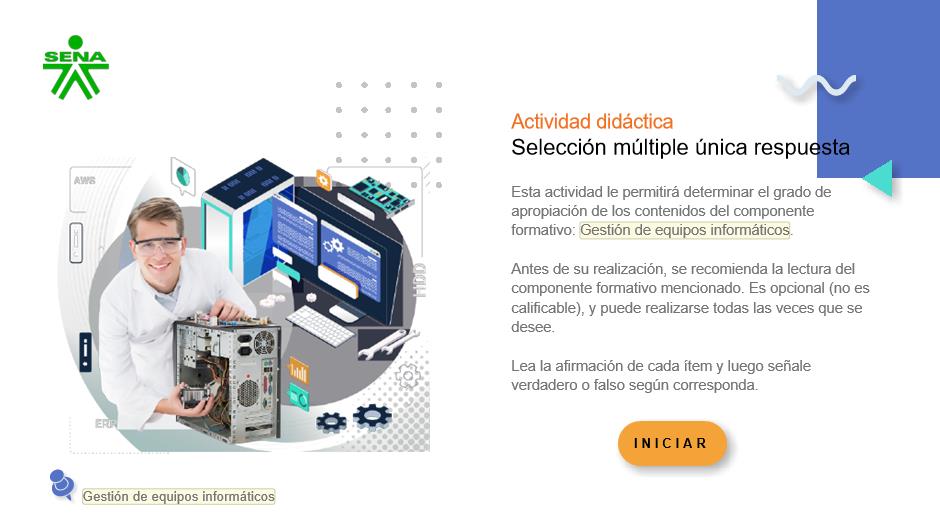 SENA
Actividad didáctica
Selección múltiple única respuesta
AWS
Esta actividad le permitirá determinar el grado de
apropiación de los contenidos del componente
formativo: Gestión de equipos informáticos.
HDD
Antes de su realización, se recomienda la lectura del
componente formativo mencionado. Es opcional (no es
calificable), y puede realizarse todas las veces que se
desee.
Lea la afirmación de cada ítem y luego señale
verdadero o falso según corresponda.
INICIAR
Gestión de equipos informáticos